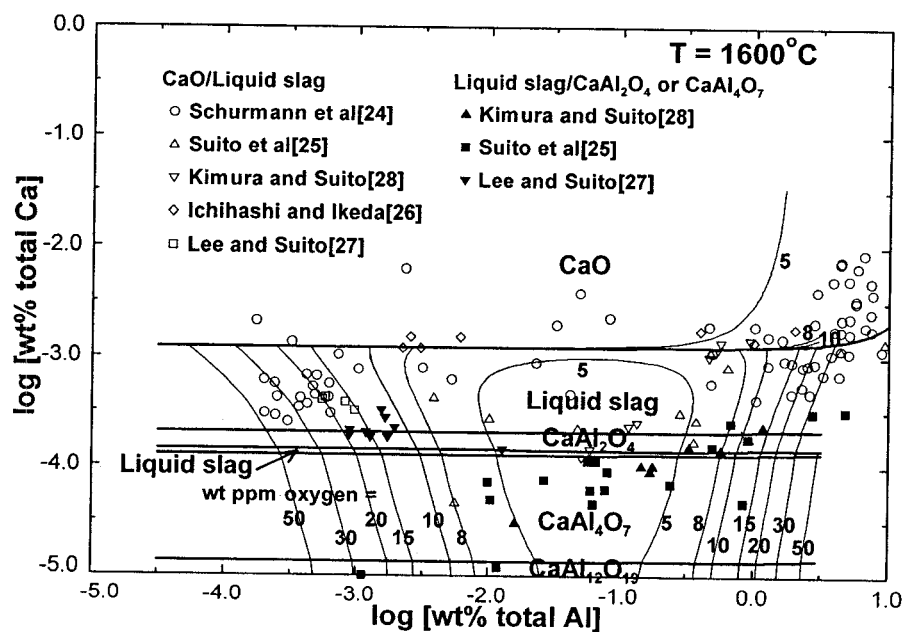 0.0
-1.0
-2.0
-3.0
-4.0
-5.0
log [wt% total Ca]
T = 1600°C
CaO/Liquid slag
Schurmann et al[24]
Suito et al[25]
Kimura and Suito[28]
Ichihashi and Ikeda[26]
Lee and Suito[27]
Liquid slag/CaAl₂O₄ or CaAl₄O₇
Kimura and Suito[28]
Suito et al[25]
Lee and Suito[27]
CaO
5
8
10
5
Liquid slag
CaAl₂O₄
Liquid slag
wt ppm oxygen =
50
30
20
15
10
8
CaAl₄O₇
5
8
10
15
20
30
50
CaAl₁₂O₁₉
-5.0 -4.0 -3.0 -2.0 -1.0 0.0 1.0
log [wt% total Al]